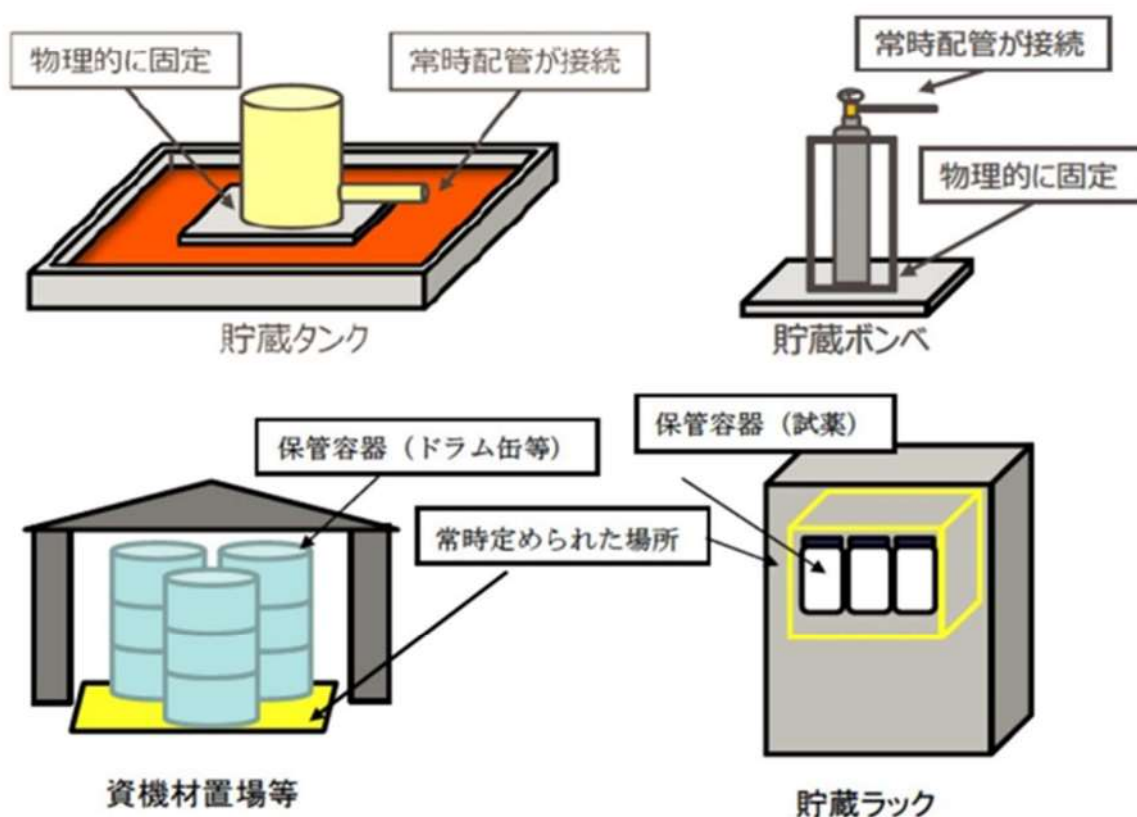 物理的に固定
常時配管が接続
貯蔵タンク
常時配管が接続
物理的に固定
貯蔵ボンベ
保管容器（ドラム缶等）
保管容器（試薬）
常時定められた場所
資機材置場等
貯蔵ラック